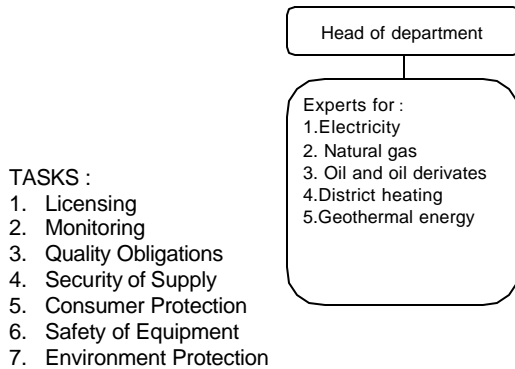 Head of department
Experts for :
1.Electricity
2. Natural gas
3. Oil and oil derivates
4.District heating
5.Geothermal energy
TASKS :
1. Licensing
2. Monitoring
3. Quality Obligations
4. Security of Supply
5. Consumer Protection
6. Safety of Equipment
7. Environment Protection